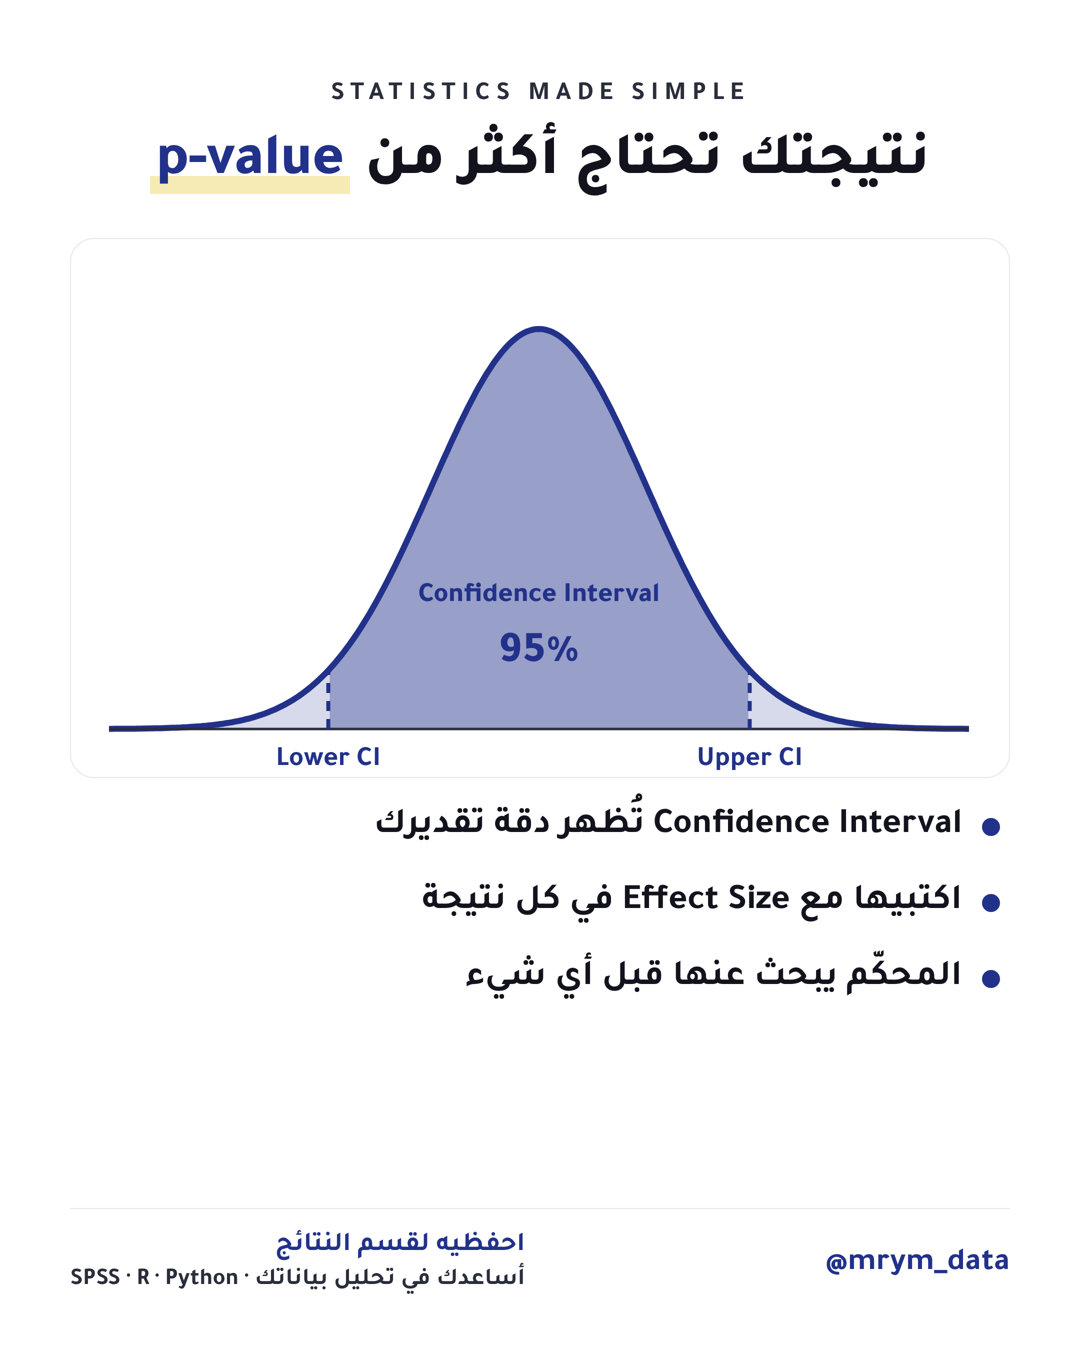 STATISTICS MADE SIMPLE
نتيجتك تحتاج أكثر من p-value
Confidence Interval
95%
Lower CI
Upper CI
Confidence Interval تُظهر دقة تقديرك
اكتبيها مع Effect Size في كل نتيجة
المحكّم يبحث عنها قبل أي شيء
@mrym_data
احفظيه لقسم النتائج
أساعدك في تحليل بياناتك · SPSS · R · Python